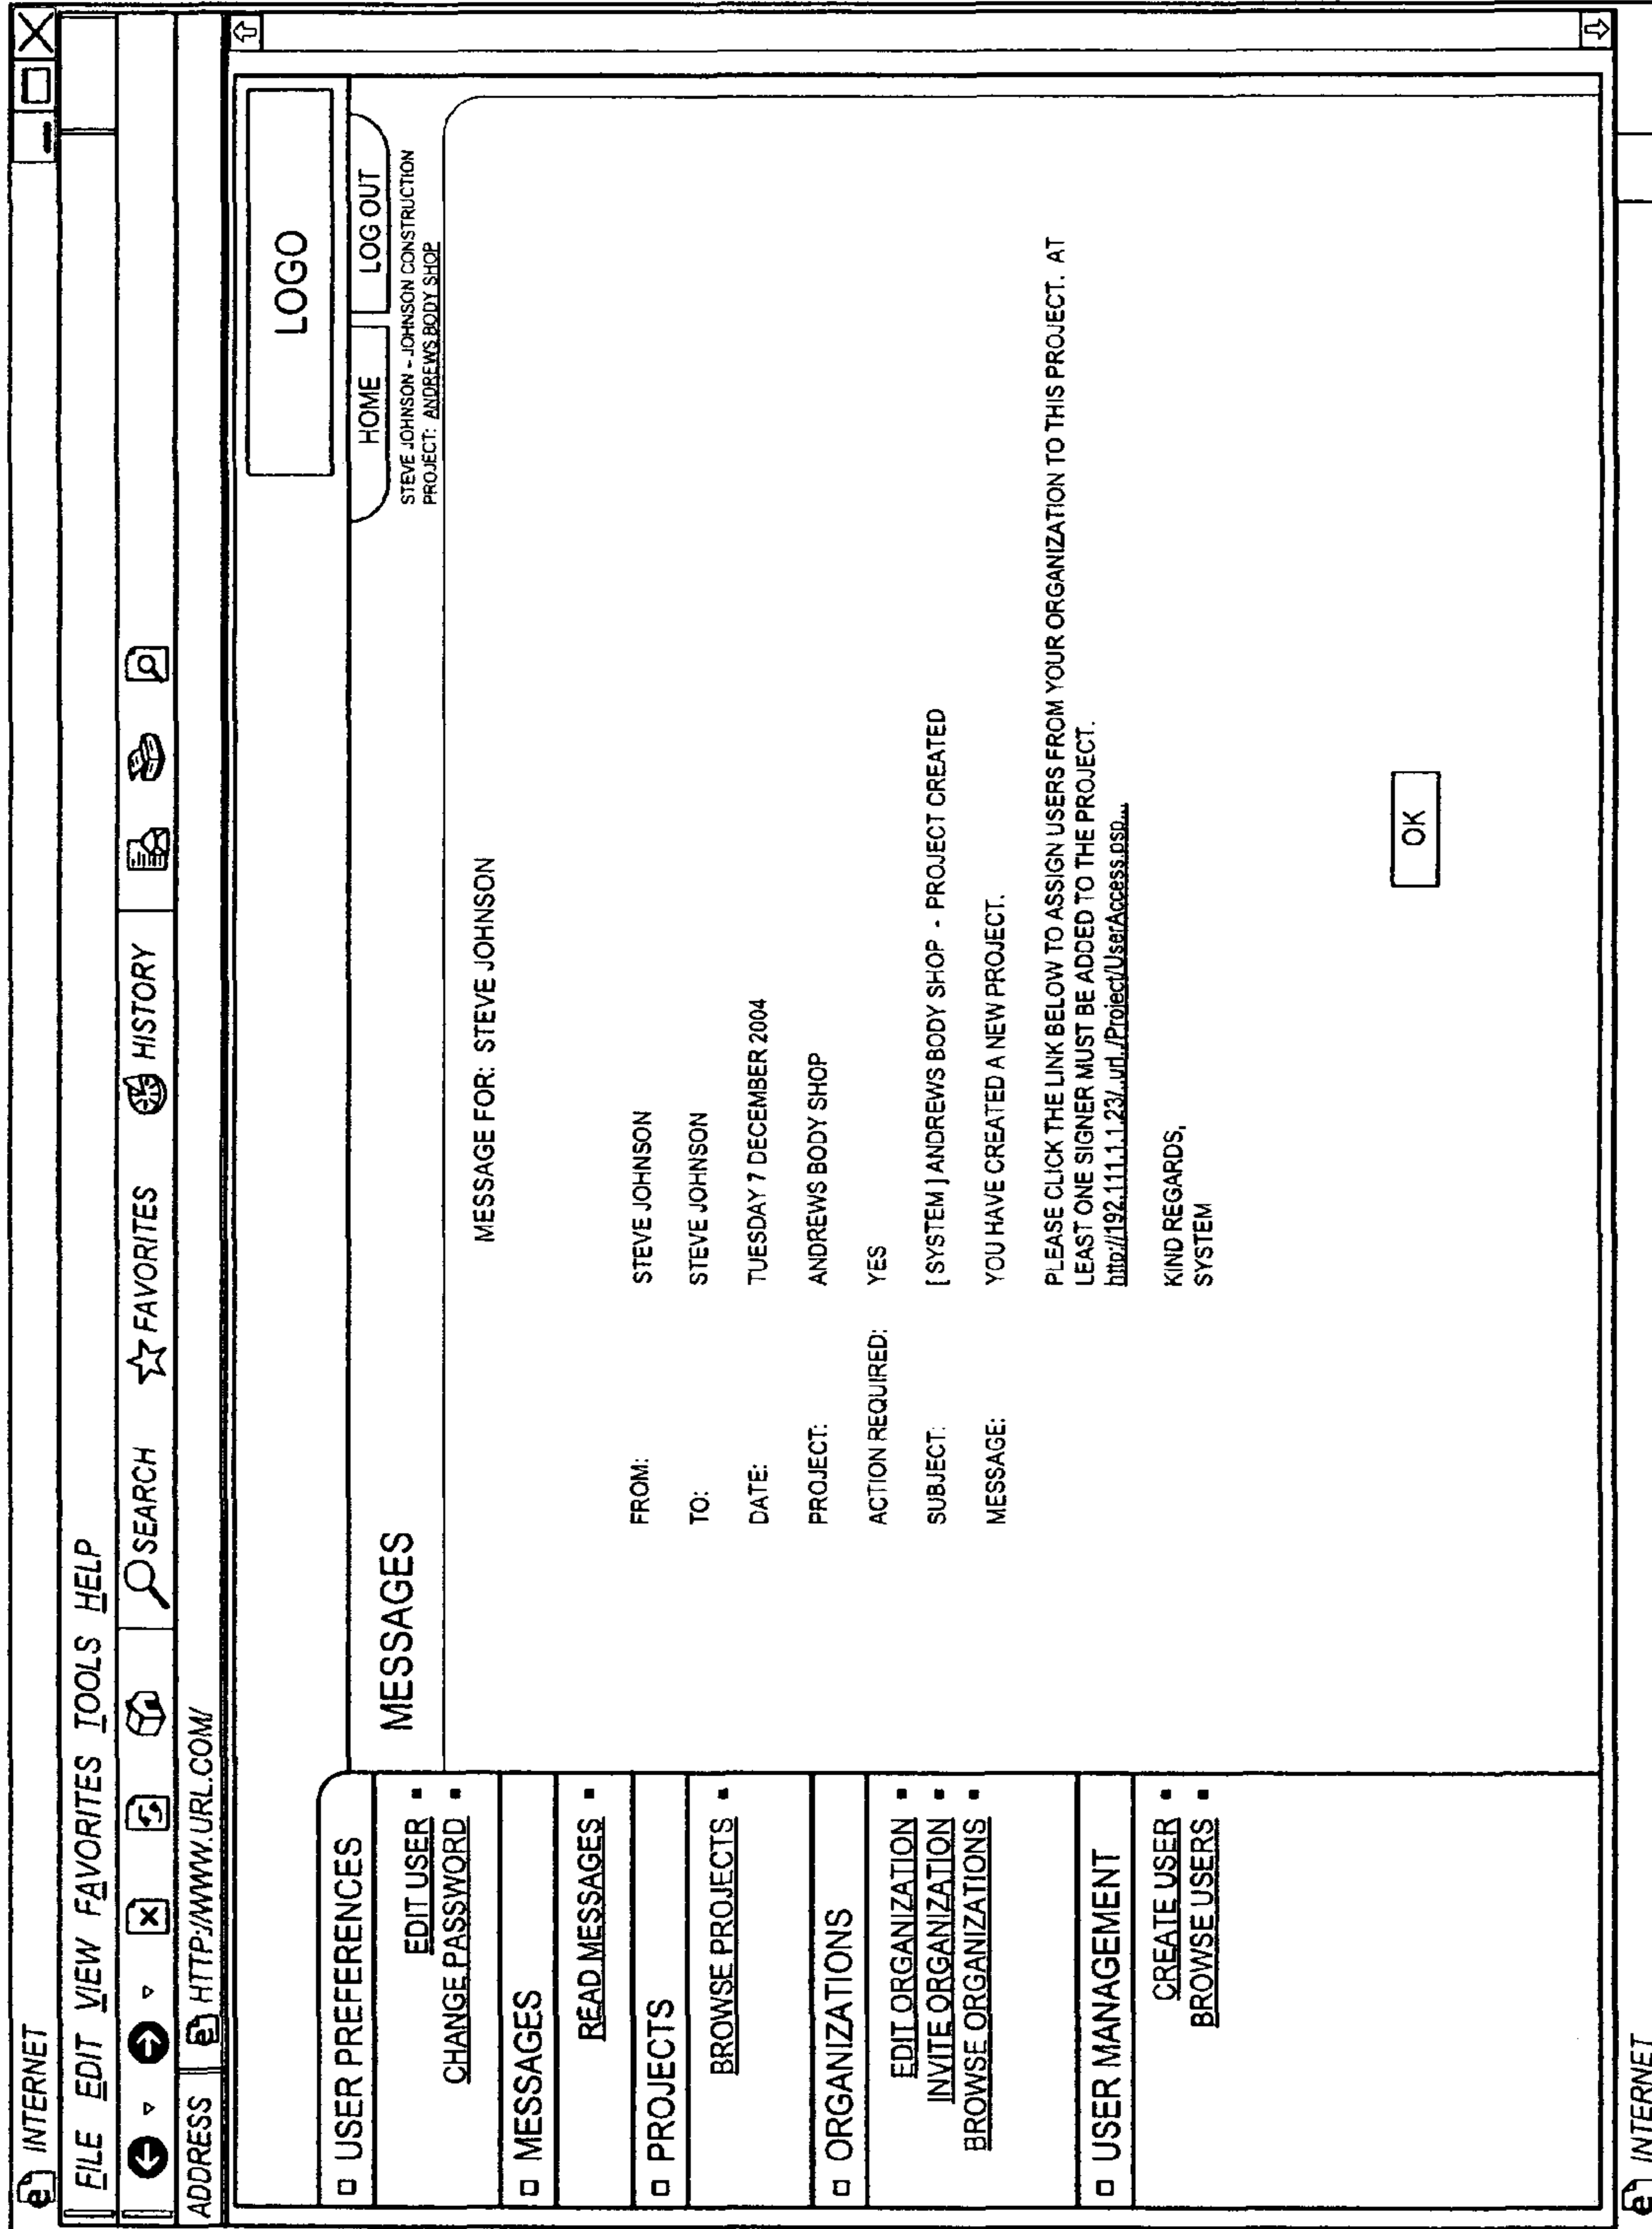 INTERNET
FILE EDIT VIEW FAVORITES TOOLS HELP
SEARCH FAVORITES HISTORY
ADDRESS HTTP://WWW.URL.COM/
LOGO
HOME LOG OUT
STEVE JOHNSON - JOHNSON CONSTRUCTION
PROJECT: ANDREWS BODY SHOP
USER PREFERENCES
EDIT USER
CHANGE PASSWORD
MESSAGES
READ MESSAGES
PROJECTS
BROWSE PROJECTS
ORGANIZATIONS
EDIT ORGANIZATION
INVITE ORGANIZATION
BROWSE ORGANIZATIONS
USER MANAGEMENT
CREATE USER
BROWSE USERS
MESSAGES
MESSAGE FOR: STEVE JOHNSON
FROM: STEVE JOHNSON
TO: STEVE JOHNSON
DATE: TUESDAY 7 DECEMBER 2004
PROJECT: ANDREWS BODY SHOP
ACTION REQUIRED: YES
SUBJECT: [ SYSTEM ] ANDREWS BODY SHOP - PROJECT CREATED
MESSAGE: YOU HAVE CREATED A NEW PROJECT.
PLEASE CLICK THE LINK BELOW TO ASSIGN USERS FROM YOUR ORGANIZATION TO THIS PROJECT. AT
LEAST ONE SIGNER MUST BE ADDED TO THE PROJECT.
KIND REGARDS,
SYSTEM
OK
INTERNET